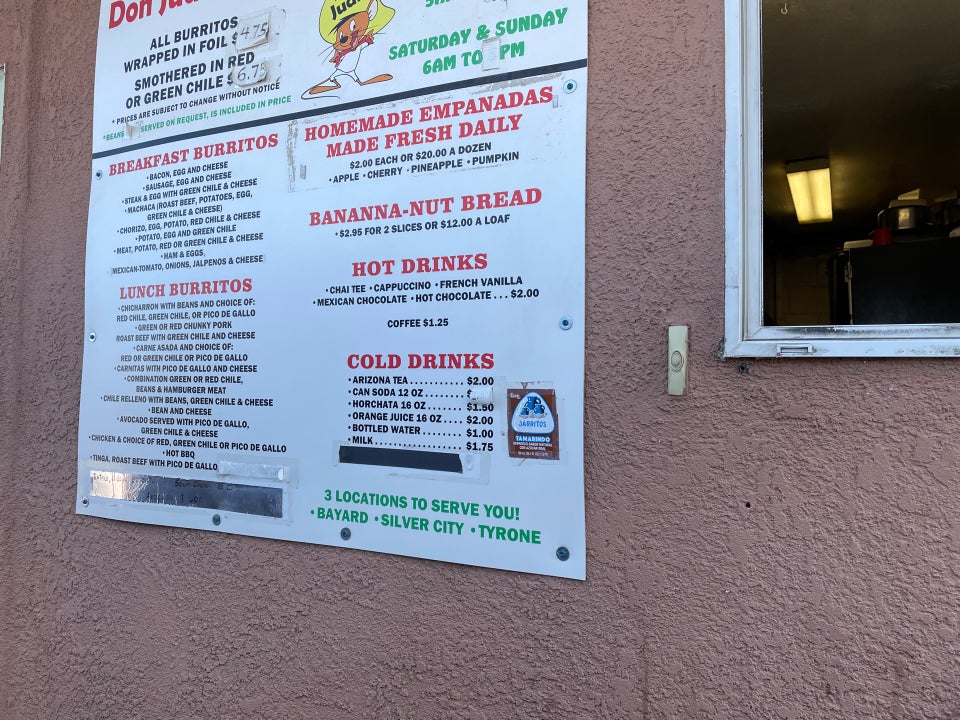 Don Jua
ALL BURRITOS
WRAPPED IN FOIL $4.75
SMOTHERED IN RED
OR GREEN CHILE $6.75
* PRICES ARE SUBJECT TO CHANGE WITHOUT NOTICE
*BEANS SERVED ON REQUEST, IS INCLUDED IN PRICE
SATURDAY & SUNDAY
6AM TO PM
BREAKFAST BURRITOS
•BACON, EGG AND CHEESE
•SAUSAGE, EGG AND CHEESE
•STEAK & EGG WITH GREEN CHILE & CHEESE
•MACHACA (ROAST BEEF, POTATOES, EGG,
GREEN CHILE & CHEESE)
•CHORIZO, EGG, POTATO, RED CHILE & CHEESE
•POTATO, EGG AND GREEN CHILE
•MEAT, POTATO, RED OR GREEN CHILE & CHEESE
•HAM & EGGS,
MEXICAN-TOMATO, ONIONS, JALPENOS & CHEESE
LUNCH BURRITOS
•CHICHARRON WITH BEANS AND CHOICE OF:
RED CHILE, GREEN CHILE, OR PICO DE GALLO
•GREEN OR RED CHUNKY PORK
ROAST BEEF WITH GREEN CHILE AND CHEESE
•CARNE ASADA AND CHOICE OF:
RED OR GREEN CHILE OR PICO DE GALLO
•CARNITAS WITH PICO DE GALLO AND CHEESE
•COMBINATION GREEN OR RED CHILE,
BEANS & HAMBURGER MEAT
•CHILE RELLENO WITH BEANS, GREEN CHILE & CHEESE
•BEAN AND CHEESE
•AVOCADO SERVED WITH PICO DE GALLO,
GREEN CHILE & CHEESE
•CHICKEN & CHOICE OF RED, GREEN CHILE OR PICO DE GALLO
•HOT BBQ
•TINGA, ROAST BEEF WITH PICO DE GALLO
HOMEMADE EMPANADAS
MADE FRESH DAILY
$2.00 EACH OR $20.00 A DOZEN
•APPLE •CHERRY •PINEAPPLE •PUMPKIN
BANANNA-NUT BREAD
•$2.95 FOR 2 SLICES OR $12.00 A LOAF
HOT DRINKS
•CHAI TEE •CAPPUCCINO •FRENCH VANILLA
•MEXICAN CHOCOLATE •HOT CHOCOLATE . . . $2.00
COFFEE $1.25
COLD DRINKS
•ARIZONA TEA . . . . . . . . . . . $2.00
•CAN SODA 12 OZ . . . . . . . . $
•HORCHATA 16 OZ . . . . . . . $1.50
•ORANGE JUICE 16 OZ . . . . $2.00
•BOTTLED WATER . . . . . . . . $1.00
•MILK . . . . . . . . . . . . . . . . . . $1.75
JARRITOS
TAMARINDO
3 LOCATIONS TO SERVE YOU!
•BAYARD •SILVER CITY •TYRONE